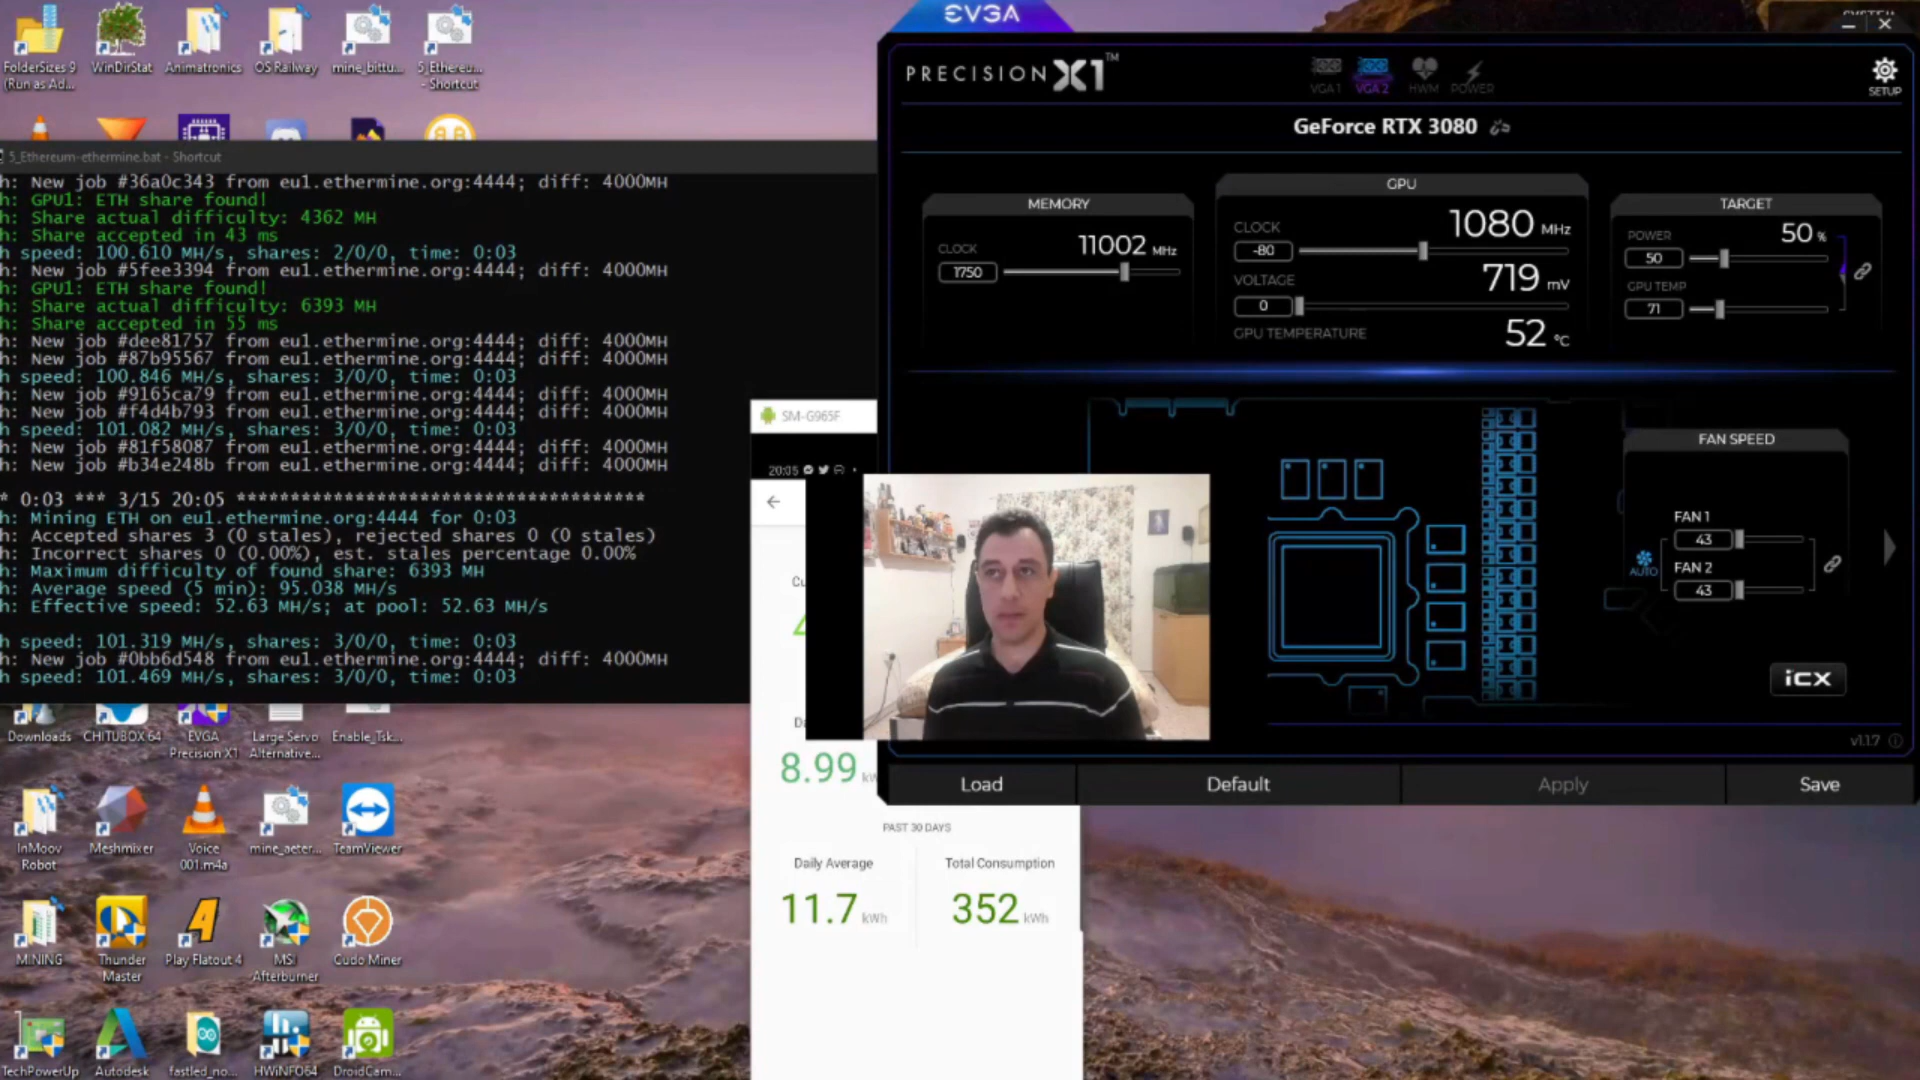 FolderSizes 9
(Run as Ad...
WinDirStat
Animatronics
OS Railway
mine_bittu...
5_Ethereu...
- Shortcut
5_Ethereum-ethermine.bat - Shortcut
h: New job #36a0c343 from eu1.ethermine.org:4444; diff: 4000MH
h: GPU1: ETH share found!
h: Share actual difficulty: 4362 MH
h: Share accepted in 43 ms
h speed: 100.610 MH/s, shares: 2/0/0, time: 0:03
h: New job #5fee3394 from eu1.ethermine.org:4444; diff: 4000MH
h: GPU1: ETH share found!
h: Share actual difficulty: 6393 MH
h: Share accepted in 55 ms
h: New job #dee81757 from eu1.ethermine.org:4444; diff: 4000MH
h: New job #87b95567 from eu1.ethermine.org:4444; diff: 4000MH
h speed: 100.846 MH/s, shares: 3/0/0, time: 0:03
h: New job #9165ca79 from eu1.ethermine.org:4444; diff: 4000MH
h: New job #f4d4b793 from eu1.ethermine.org:4444; diff: 4000MH
h speed: 101.082 MH/s, shares: 3/0/0, time: 0:03
h: New job #81f58087 from eu1.ethermine.org:4444; diff: 4000MH
h: New job #b34e248b from eu1.ethermine.org:4444; diff: 4000MH
* 0:03 *** 3/15 20:05 ***************************************
h: Mining ETH on eu1.ethermine.org:4444 for 0:03
h: Accepted shares 3 (0 stales), rejected shares 0 (0 stales)
h: Incorrect shares 0 (0.00%), est. stales percentage 0.00%
h: Maximum difficulty of found share: 6393 MH
h: Average speed (5 min): 95.038 MH/s
h: Effective speed: 52.63 MH/s; at pool: 52.63 MH/s
h speed: 101.319 MH/s, shares: 3/0/0, time: 0:03
h: New job #0bb6d548 from eu1.ethermine.org:4444; diff: 4000MH
h speed: 101.469 MH/s, shares: 3/0/0, time: 0:03
Downloads
CHITUBOX 64
EVGA
Precision X1
Large Servo
Alternative...
Enable_Tsk...
InMoov
Robot
Meshmixer
Voice
001.m4a
mine_aeter...
TeamViewer
MiNiNG
Thunder
Master
Play Flatout 4
MSI
Afterburner
Cudo Miner
TechPowerUp
Autodesk
fastled_no...
HWiNFO64
DroidCam...
SM-G965F
20:05
8.99
PAST 30 DAYS
Daily Average
Total Consumption
11.7 kWh
352 kWh
EVGA
PRECISION X1™
VGA 1
VGA 2
HWM
POWER
SETUP
GeForce RTX 3080
MEMORY
CLOCK
11002 MHz
1750
GPU
CLOCK
1080 MHz
-80
VOLTAGE
719 mV
0
GPU TEMPERATURE
52 °C
TARGET
POWER
50 %
50
GPU TEMP
71
FAN SPEED
FAN 1
43
AUTO
FAN 2
43
iCX
v1.1.7
Load
Default
Apply
Save